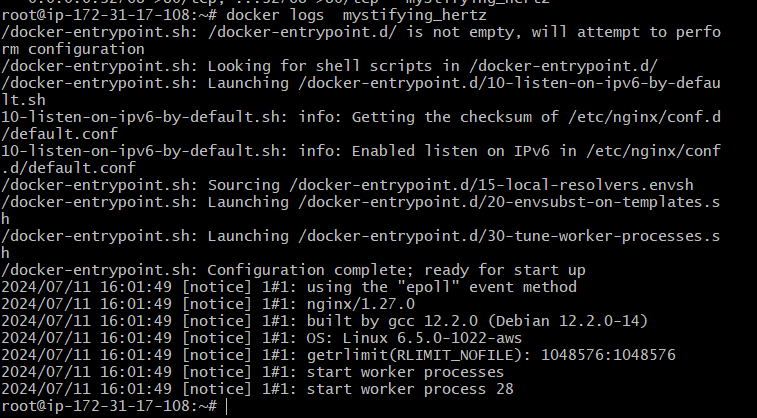 root@ip-172-31-17-108:~# docker logs  mystifying_hertz
/docker-entrypoint.sh: /docker-entrypoint.d/ is not empty, will attempt to perfo
rm configuration
/docker-entrypoint.sh: Looking for shell scripts in /docker-entrypoint.d/
/docker-entrypoint.sh: Launching /docker-entrypoint.d/10-listen-on-ipv6-by-defau
lt.sh
10-listen-on-ipv6-by-default.sh: info: Getting the checksum of /etc/nginx/conf.d
/default.conf
10-listen-on-ipv6-by-default.sh: info: Enabled listen on IPv6 in /etc/nginx/conf
.d/default.conf
/docker-entrypoint.sh: Sourcing /docker-entrypoint.d/15-local-resolvers.envsh
/docker-entrypoint.sh: Launching /docker-entrypoint.d/20-envsubst-on-templates.s
h
/docker-entrypoint.sh: Launching /docker-entrypoint.d/30-tune-worker-processes.s
h
/docker-entrypoint.sh: Configuration complete; ready for start up
2024/07/11 16:01:49 [notice] 1#1: using the "epoll" event method
2024/07/11 16:01:49 [notice] 1#1: nginx/1.27.0
2024/07/11 16:01:49 [notice] 1#1: built by gcc 12.2.0 (Debian 12.2.0-14)
2024/07/11 16:01:49 [notice] 1#1: OS: Linux 6.5.0-1022-aws
2024/07/11 16:01:49 [notice] 1#1: getrlimit(RLIMIT_NOFILE): 1048576:1048576
2024/07/11 16:01:49 [notice] 1#1: start worker processes
2024/07/11 16:01:49 [notice] 1#1: start worker process 28
root@ip-172-31-17-108:~#